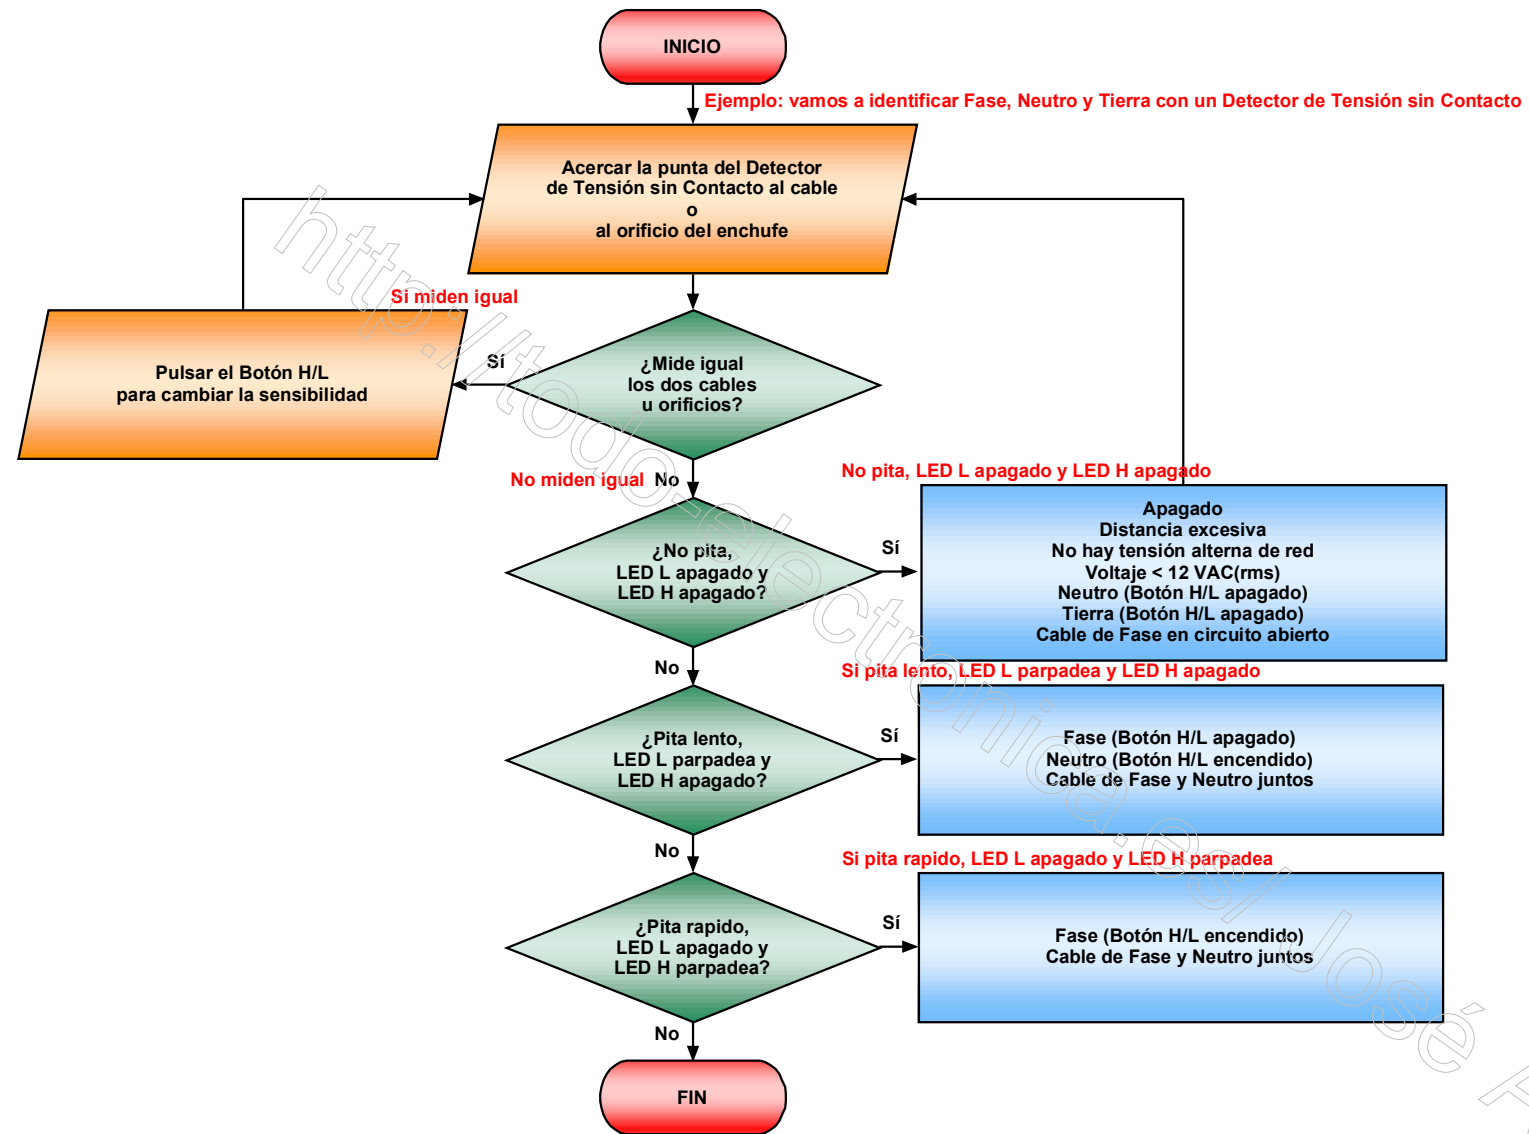 INICIO
Ejemplo: vamos a identificar Fase, Neutro y Tierra con un Detector de Tensión sin Contacto
Acercar la punta del Detector
de Tensión sin Contacto al cable
o
al orificio del enchufe
Si miden igual
Pulsar el Botón H/L
para cambiar la sensibilidad
Sí
¿Mide igual
los dos cables
u orificios?
No miden igual
No
No pita, LED L apagado y LED H apagado
¿No pita,
LED L apagado y
LED H apagado?
Sí
Apagado
Distancia excesiva
No hay tensión alterna de red
Voltaje < 12 VAC(rms)
Neutro (Botón H/L apagado)
Tierra (Botón H/L apagado)
Cable de Fase en circuito abierto
No
Si pita lento, LED L parpadea y LED H apagado
¿Pita lento,
LED L parpadea y
LED H apagado?
Sí
Fase (Botón H/L apagado)
Neutro (Botón H/L encendido)
Cable de Fase y Neutro juntos
No
Si pita rapido, LED L apagado y LED H parpadea
¿Pita rapido,
LED L apagado y
LED H parpadea?
Sí
Fase (Botón H/L encendido)
Cable de Fase y Neutro juntos
No
FIN
http://todo-electronica.es/ José A